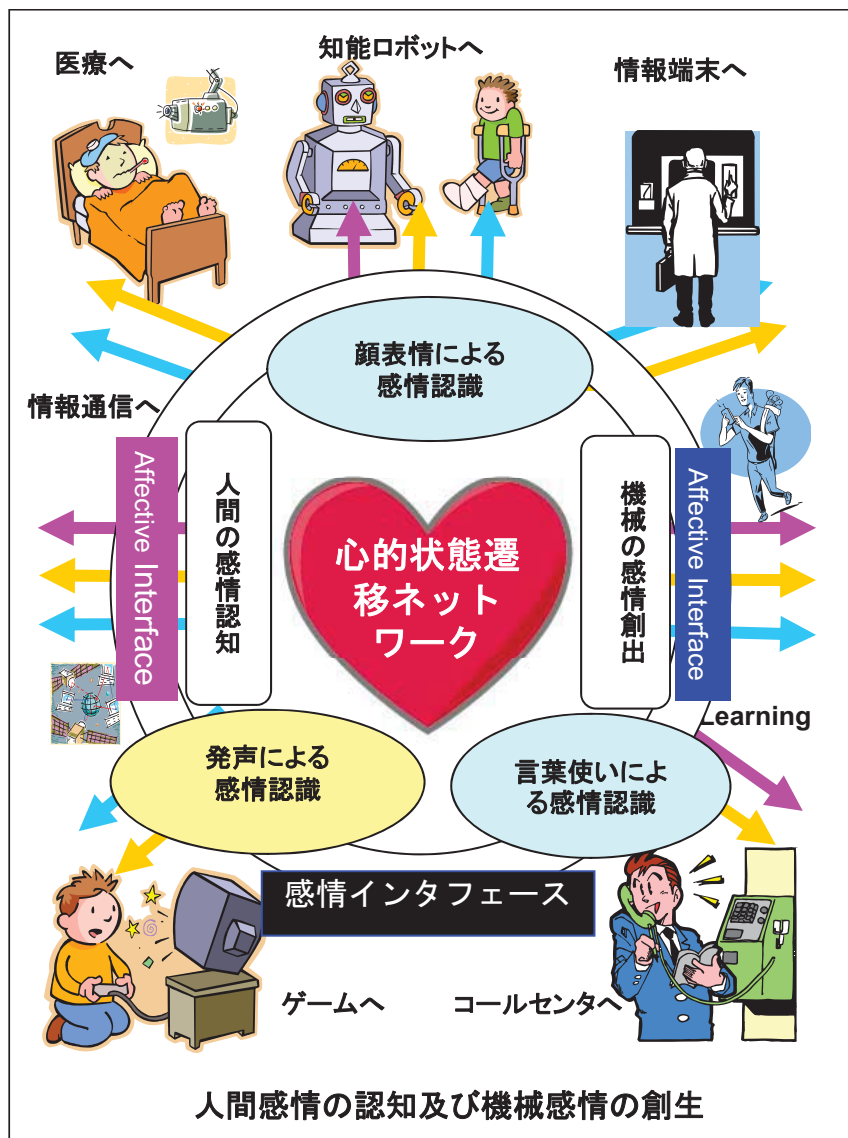 医療へ
知能ロボットへ
情報端末へ
顔表情による
感情認識
情報通信へ
Affective Interface
人間の感情認知
心的状態遷
移ネット
ワーク
機械の感情創出
Affective Interface
Learning
発声による
感情認識
言葉使いによ
る感情認識
感情インタフェース
ゲームへ
コールセンタへ
人間感情の認知及び機械感情の創生